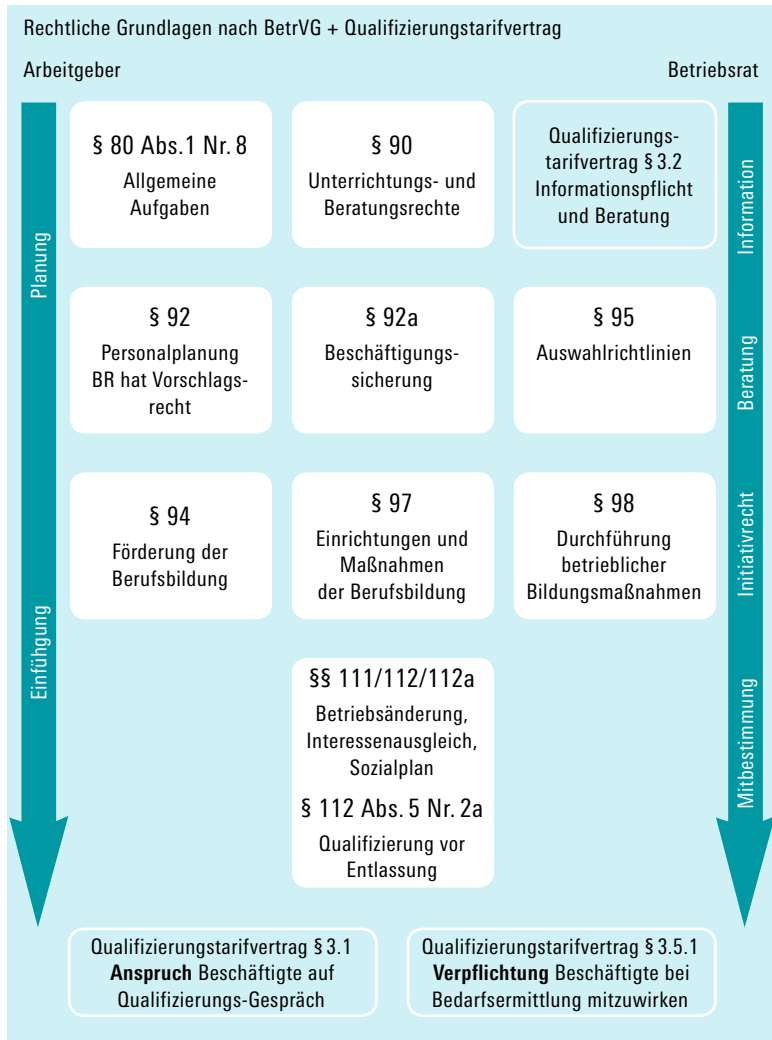 Rechtliche Grundlagen nach BetrVG + Qualifizierungstarifvertrag
Arbeitgeber
Betriebsrat
Planung
Einfühgung
§ 80 Abs.1 Nr. 8
Allgemeine
Aufgaben
§ 90
Unterrichtungs- und
Beratungsrechte
Qualifizierungs-
tarifvertrag § 3.2
Informationspflicht
und Beratung
§ 92
Personalplanung
BR hat Vorschlags-
recht
§ 92a
Beschäftigungs-
sicherung
§ 95
Auswahlrichtlinien
§ 94
Förderung der
Berufsbildung
§ 97
Einrichtungen und
Maßnahmen
der Berufsbildung
§ 98
Durchführung
betrieblicher
Bildungsmaßnahmen
§§ 111/112/112a
Betriebsänderung,
Interessenausgleich,
Sozialplan
§ 112 Abs. 5 Nr. 2a
Qualifizierung vor
Entlassung
Information
Beratung
Initiativrecht
Mitbestimmung
Qualifizierungstarifvertrag § 3.1
Anspruch Beschäftigte auf
Qualifizierungs-Gespräch
Qualifizierungstarifvertrag § 3.5.1
Verpflichtung Beschäftigte bei
Bedarfsermittlung mitzuwirken